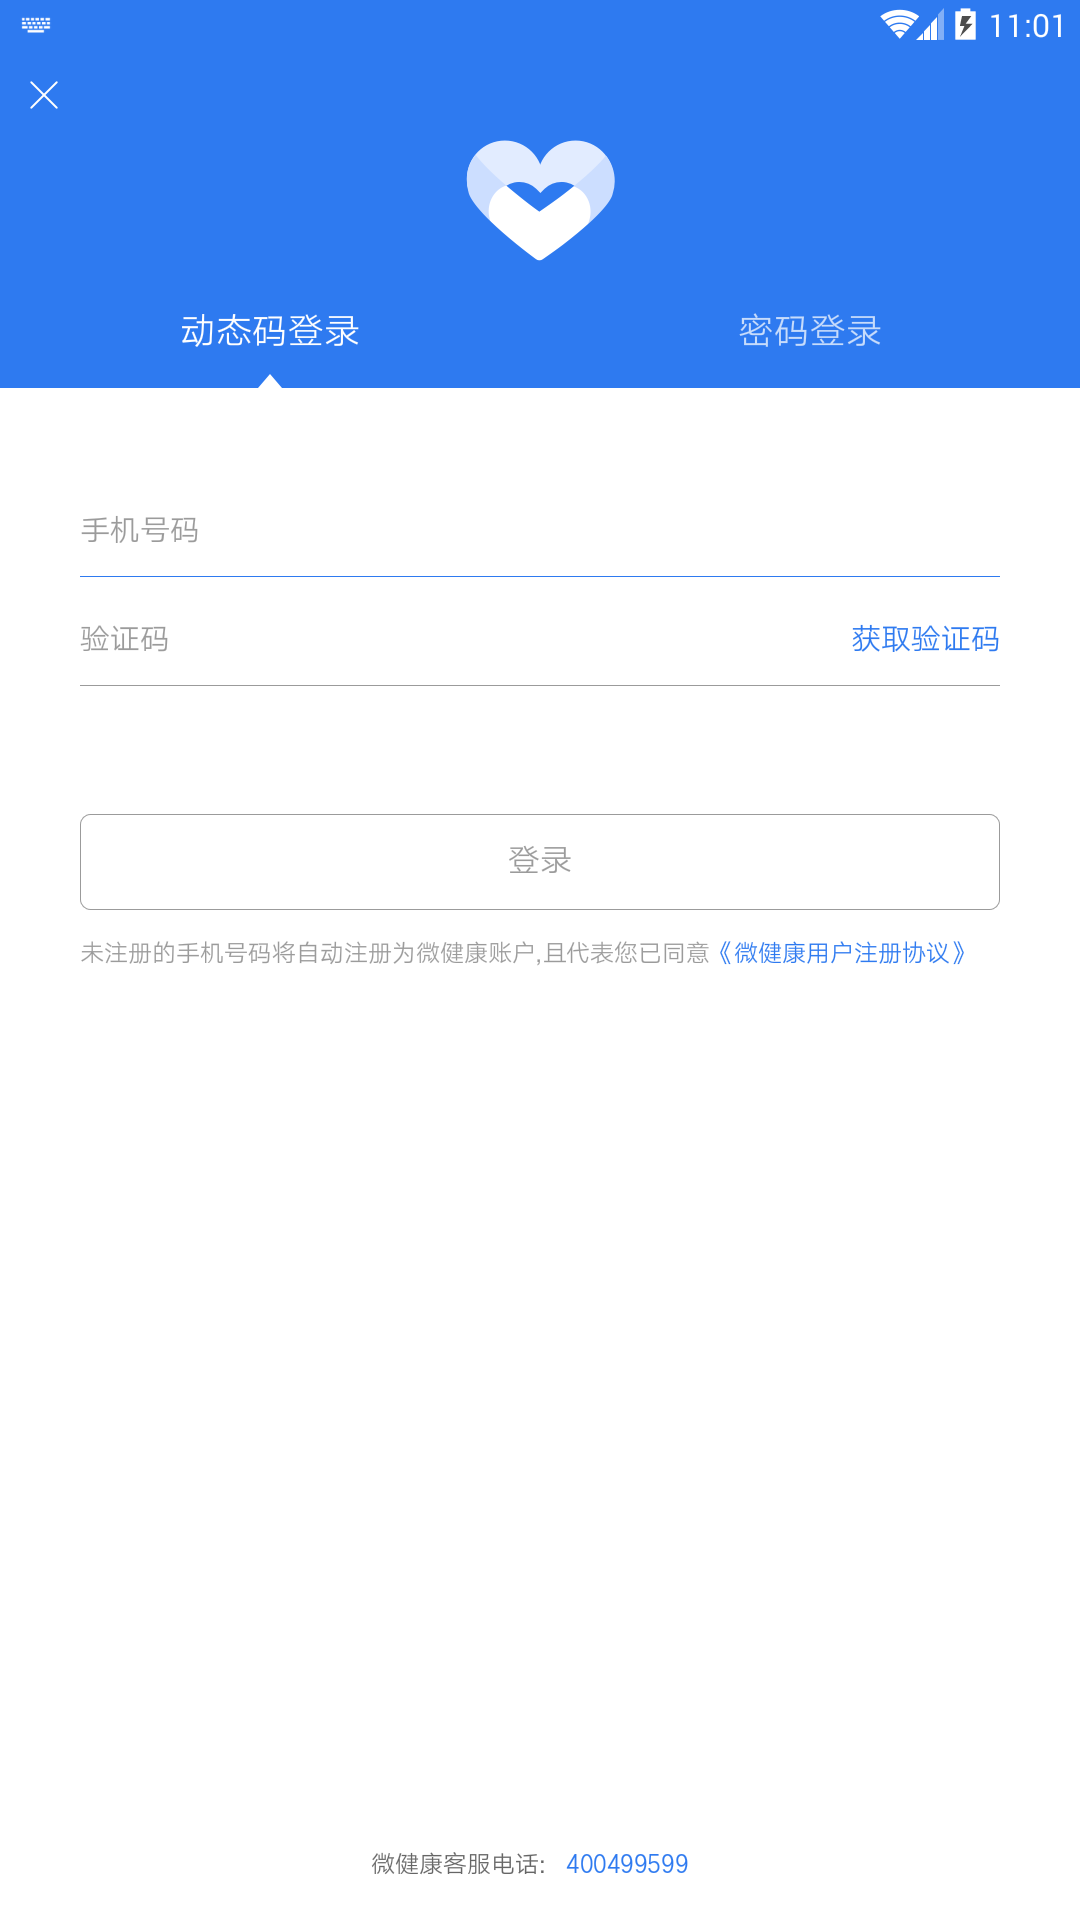 11:01
动态码登录 密码登录
手机号码
验证码 获取验证码
登录
未注册的手机号码将自动注册为微健康账户,且代表您已同意《微健康用户注册协议》
微健康客服电话: 400499599